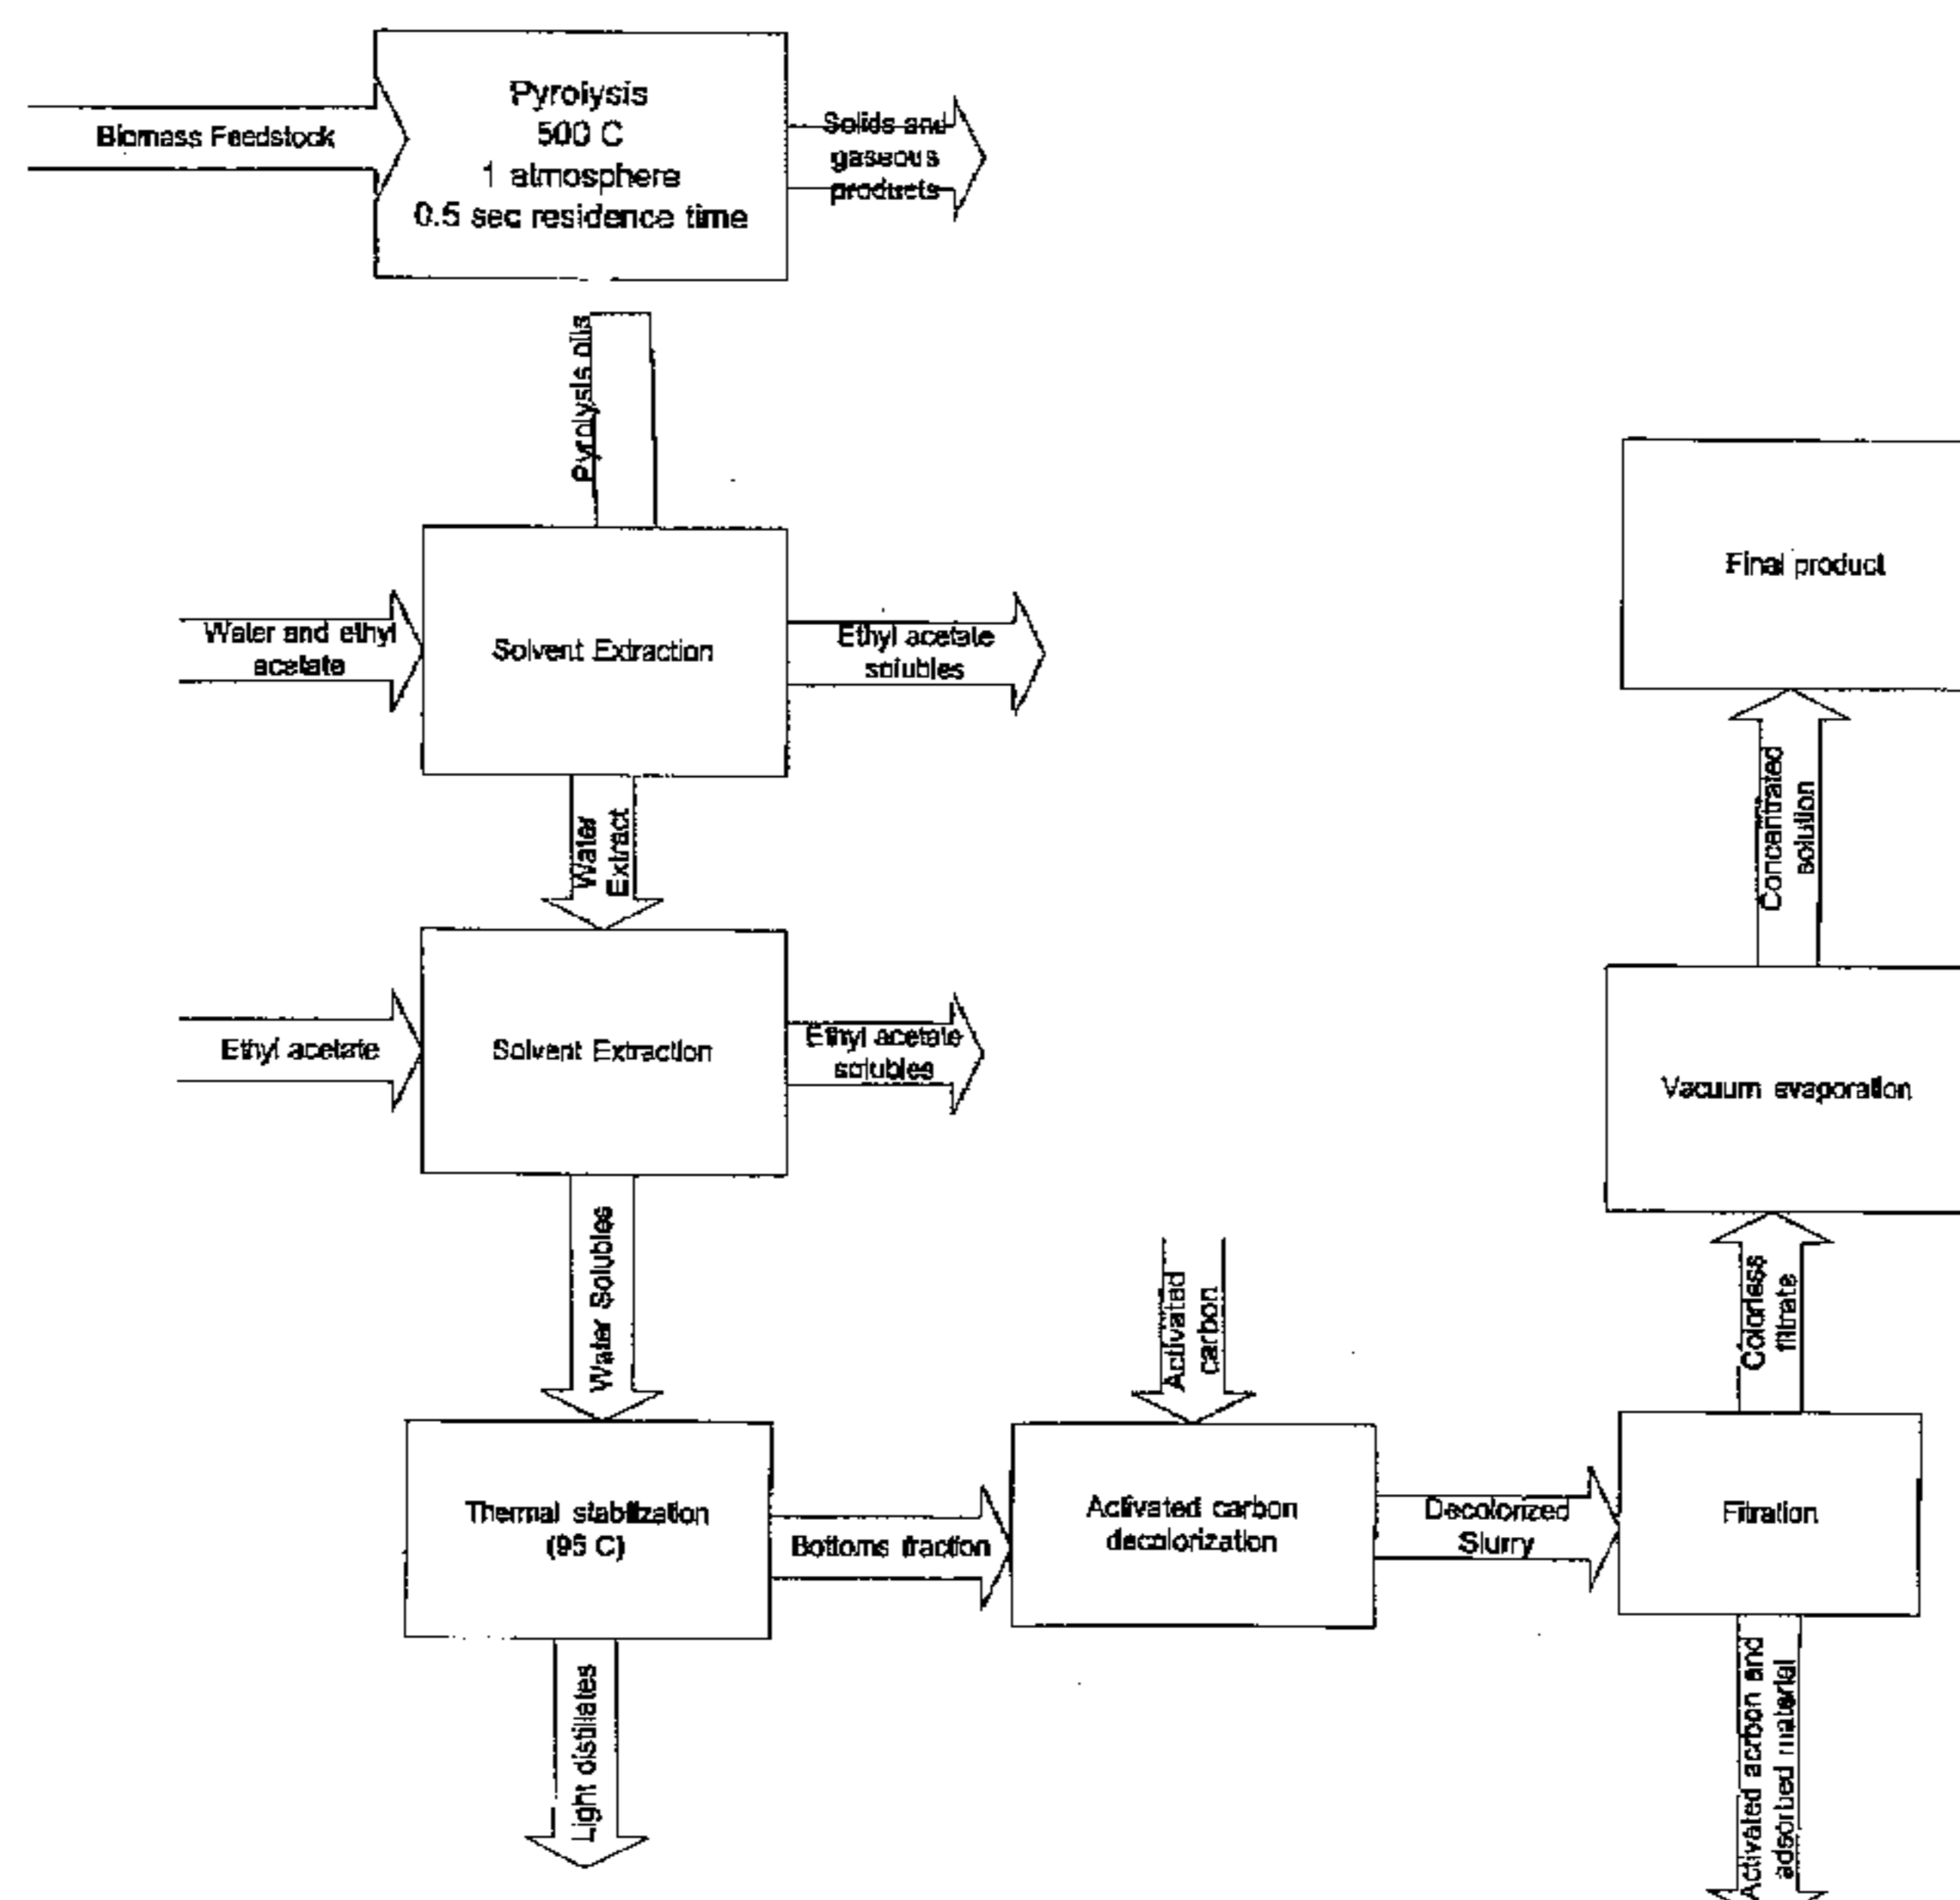 Pyrolysis
500 C
1 atmosphere
0.5 sec residence time
Biomass Feedstock
Solids and
gaseous
products
Pyrolysis oils
Water and ethyl
acetate
Solvent Extraction
Ethyl acetate
solubles
Water
Extract
Ethyl acetate
Solvent Extraction
Ethyl acetate
solubles
Water Solubles
Thermal stabilization
(95 C)
Light distillates
Bottoms fraction
Activated
carbon
Activated carbon
decolorization
Decolorized
Slurry
Filtration
Activated acrbon and
adsorbed material
Colorless
filtrate
Vacuum evaporation
Concentrated
solution
Final product